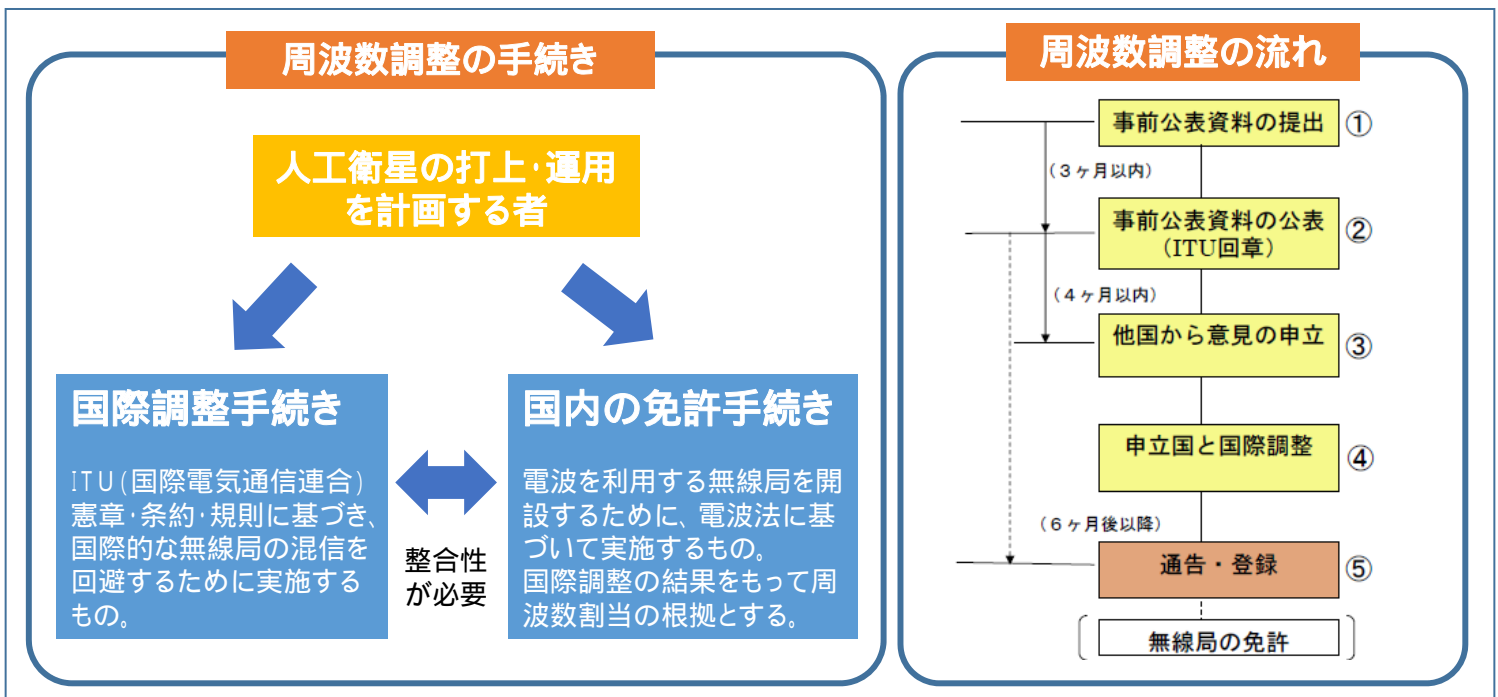 周波数調整の手続き
人工衛星の打上･運用
を計画する者
国際調整手続き
ITU(国際電気通信連合)
憲章･条約･規則に基づき、
国際的な無線局の混信を
回避するために実施する
もの。
整合性
が必要
国内の免許手続き
電波を利用する無線局を開
設するために、電波法に基
づいて実施するもの。
国際調整の結果をもって周
波数割当の根拠とする。
周波数調整の流れ
事前公表資料の提出 ①
(3ヶ月以内)
事前公表資料の公表
(ITU回章) ②
(4ヶ月以内)
他国から意見の申立 ③
申立国と国際調整 ④
(6ヶ月後以降)
通告・登録 ⑤
無線局の免許